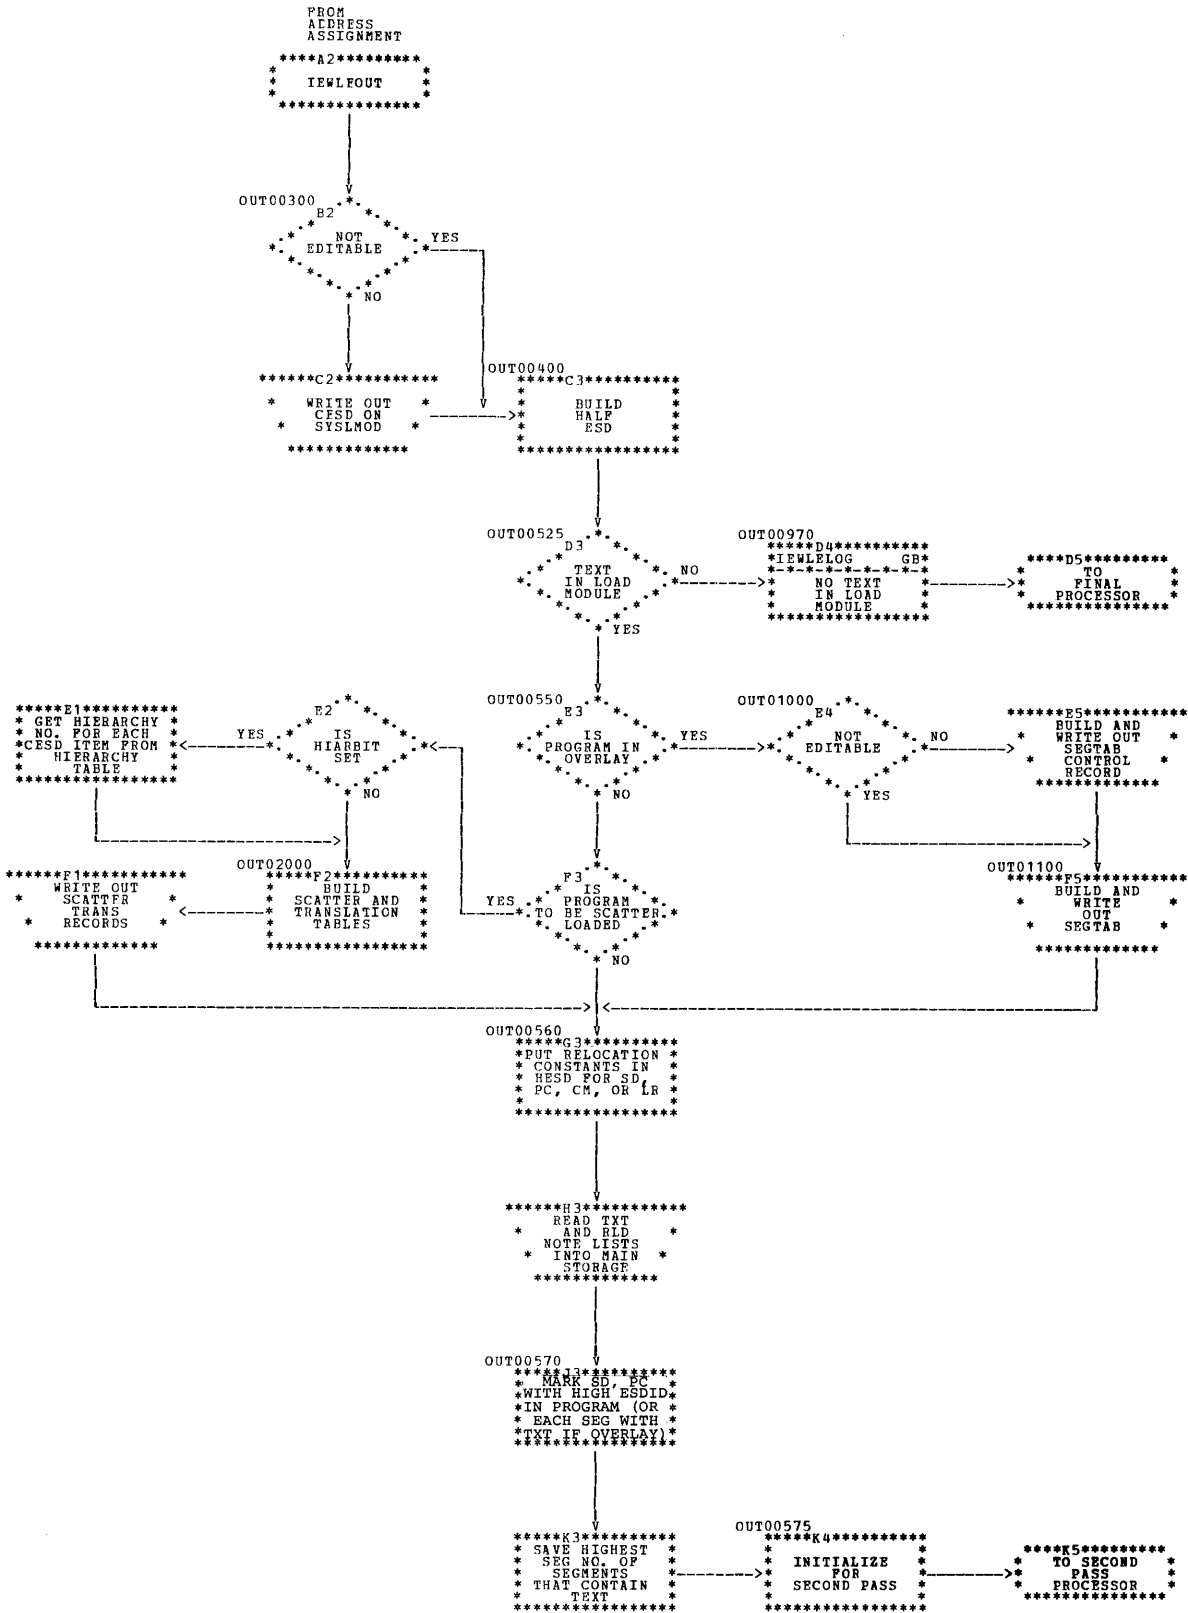 FROM
ADDRESS
ASSIGNMENT
A2
IEWLFOUT
OUT00300
B2
NOT
EDITABLE
YES
NO
C2
WRITE OUT
CESD ON
SYSLMOD
OUT00400
C3
BUILD
HALF
ESD
OUT00525
D3
TEXT
IN LOAD
MODULE
NO
YES
OUT00970
D4
IEWLELOG GB
NO TEXT
IN LOAD
MODULE
D5
TO
FINAL
PROCESSOR
E1
GET HIERARCHY
NO. FOR EACH
CESD ITEM FROM
HIERARCHY
TABLE
E2
IS
HIARBIT
SET
YES
NO
OUT00550
E3
IS
PROGRAM IN
OVERLAY
YES
NO
OUT01000
E4
NOT
EDITABLE
NO
YES
E5
BUILD AND
WRITE OUT
SEGTAB
CONTROL
RECORD
F1
WRITE OUT
SCATTER
TRANS
RECORDS
OUT02000
F2
BUILD
SCATTER AND
TRANSLATION
TABLES
F3
IS
PROGRAM
TO BE SCATTER
LOADED
YES
NO
OUT01100
F5
BUILD AND
WRITE
OUT
SEGTAB
OUT00560
G3
PUT RELOCATION
CONSTANTS IN
HESD FOR SD,
PC, CM, OR LR
H3
READ TXT
AND RLD
NOTE LISTS
INTO MAIN
STORAGE
OUT00570
J3
MARK SD, PC
WITH HIGH ESDID
IN PROGRAM (OR
EACH SEG WITH
TXT IF OVERLAY)
K3
SAVE HIGHEST
SEG NO. OF
SEGMENTS
THAT CONTAIN
TEXT
OUT00575
K4
INITIALIZE
FOR
SECOND PASS
K5
TO SECOND
PASS
PROCESSOR